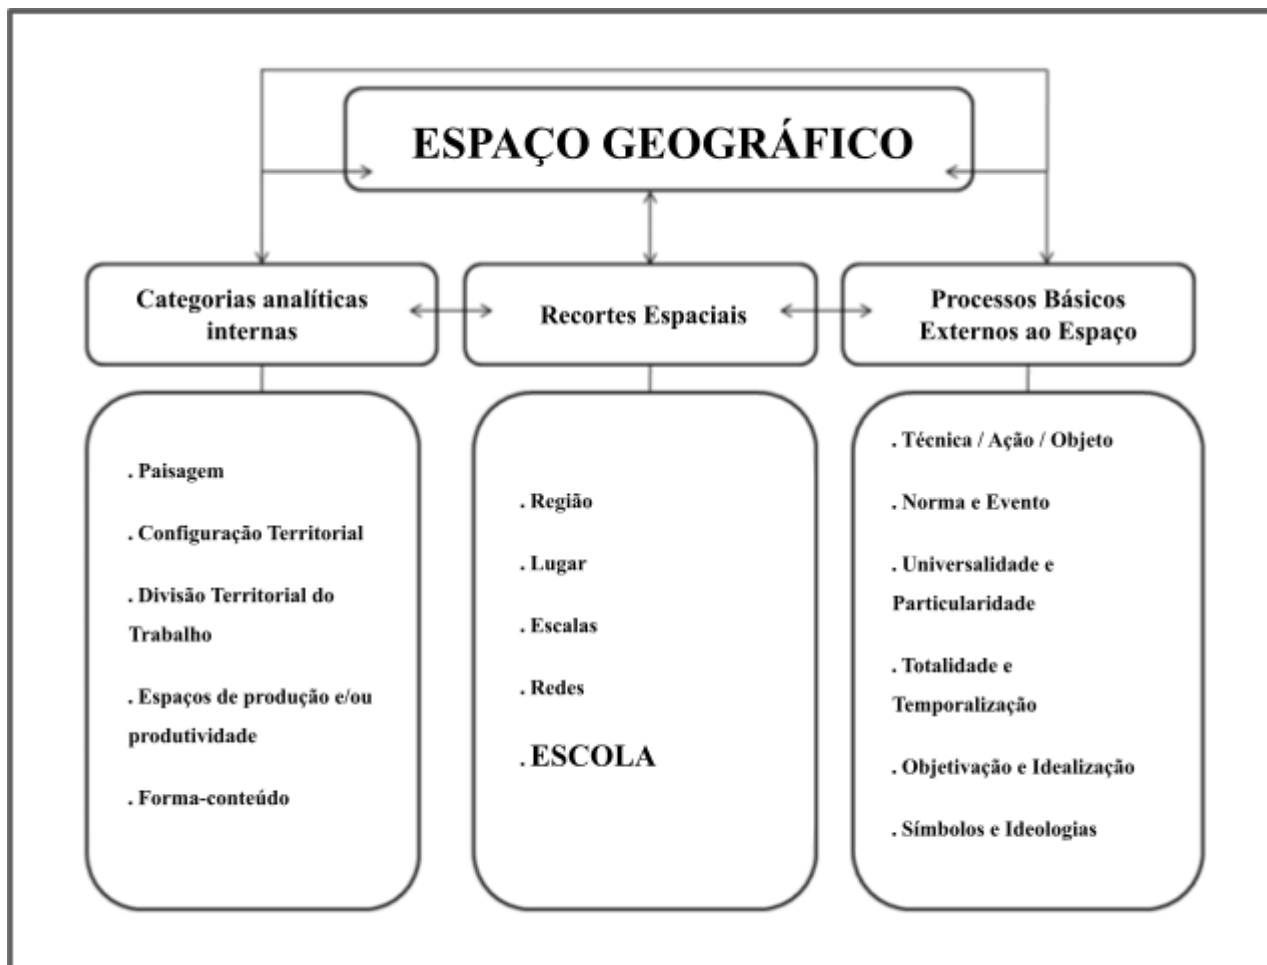 ESPAÇO GEOGRÁFICO
Categorias analíticas
internas
Recortes Espaciais
Processos Básicos
Externos ao Espaço
. Paisagem
. Configuração Territorial
. Divisão Territorial do
Trabalho
. Espaços de produção e/ou
produtividade
. Forma-conteúdo
. Região
. Lugar
. Escalas
. Redes
. ESCOLA
. Técnica / Ação / Objeto
. Norma e Evento
. Universalidade e
Particularidade
. Totalidade e
Temporalização
. Objetivação e Idealização
. Símbolos e Ideologias